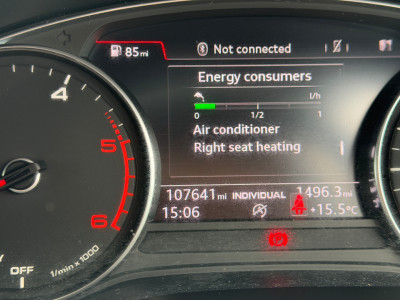 85mi
Not connected
Energy consumers
l/h
0 1/2 1
Air conditioner
Right seat heating
107641mi INDIVIDUAL 1496.3mi
15:06 +15.5°C
4
5
6
OFF
1/min x 1000